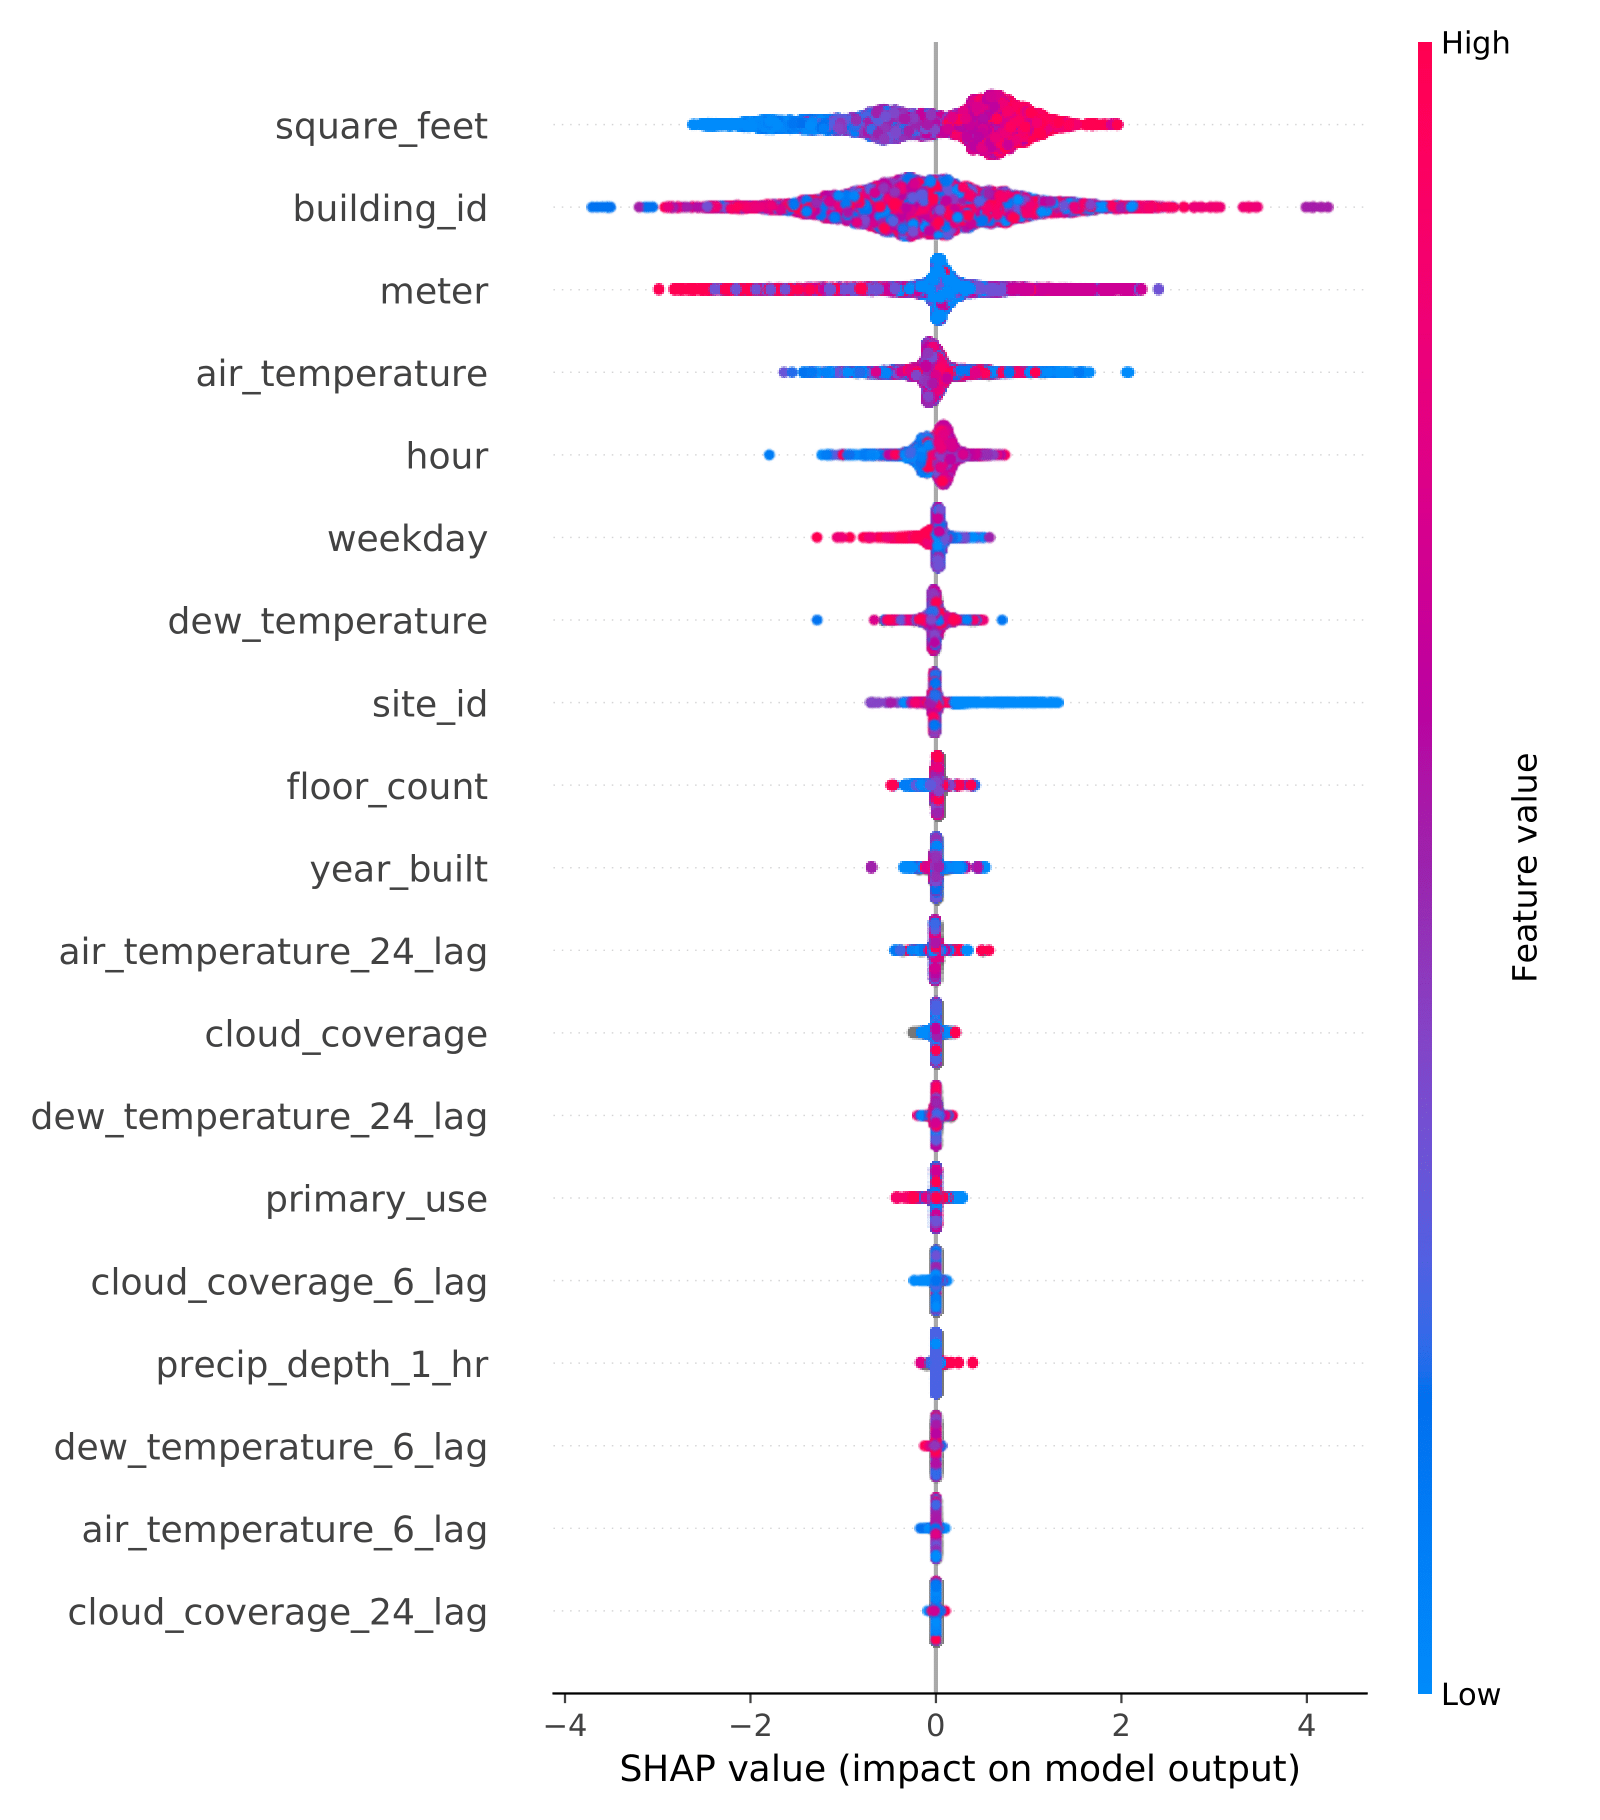 High
square_feet
building_id
meter
air_temperature
hour
weekday
dew_temperature
site_id
floor_count
year_built
air_temperature_24_lag
cloud_coverage
dew_temperature_24_lag
primary_use
cloud_coverage_6_lag
precip_depth_1_hr
dew_temperature_6_lag
air_temperature_6_lag
cloud_coverage_24_lag
Feature value
Low
−4 −2 0 2 4
SHAP value (impact on model output)